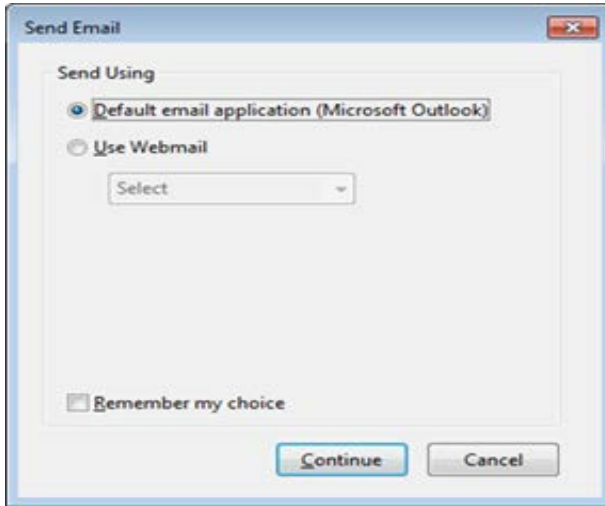 Send Email
Send Using
Default email application (Microsoft Outlook)
Use Webmail
Select
Remember my choice
Continue
Cancel